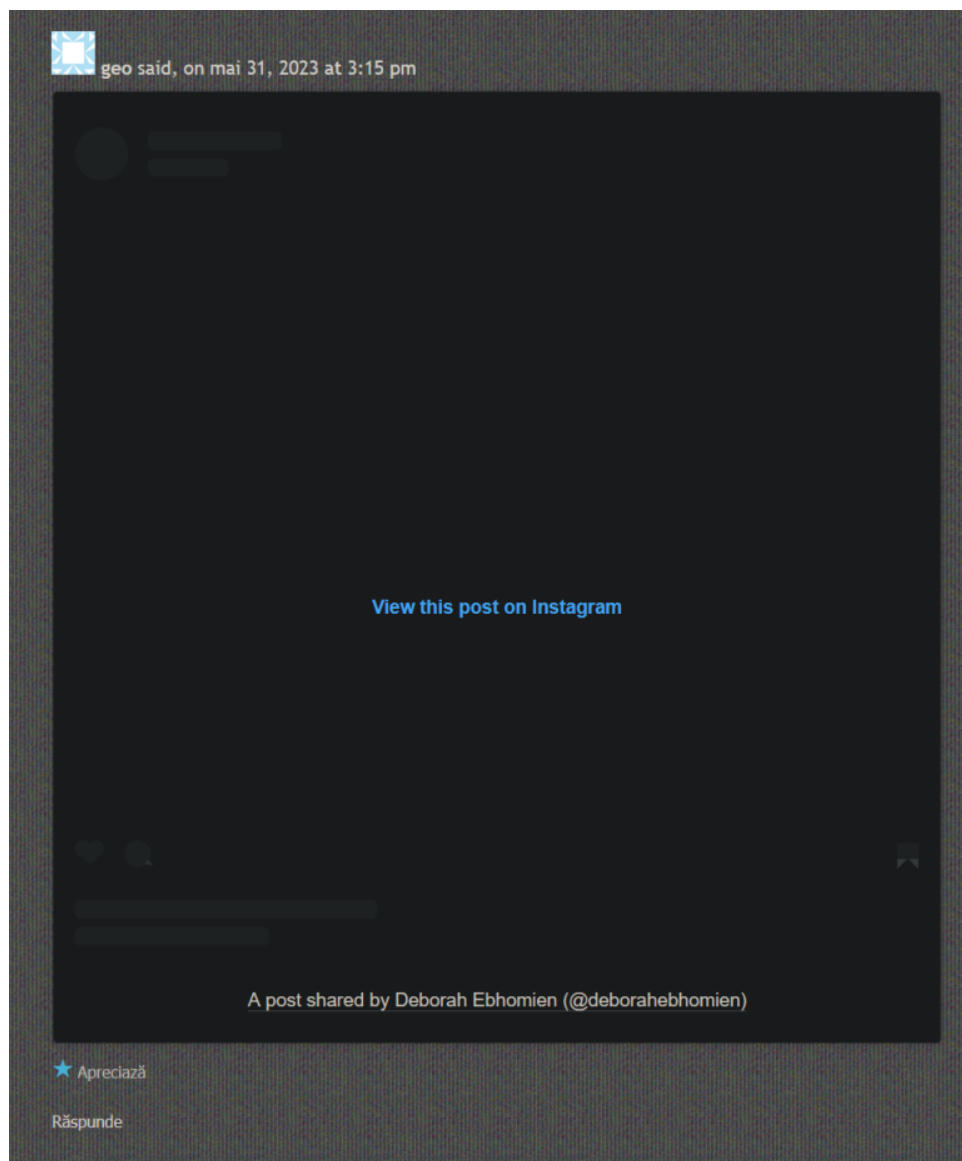 geo said, on mai 31, 2023 at 3:15 pm
View this post on Instagram
A post shared by Deborah Ebhomien (@deborahebhomien)
Apreciază
Răspunde